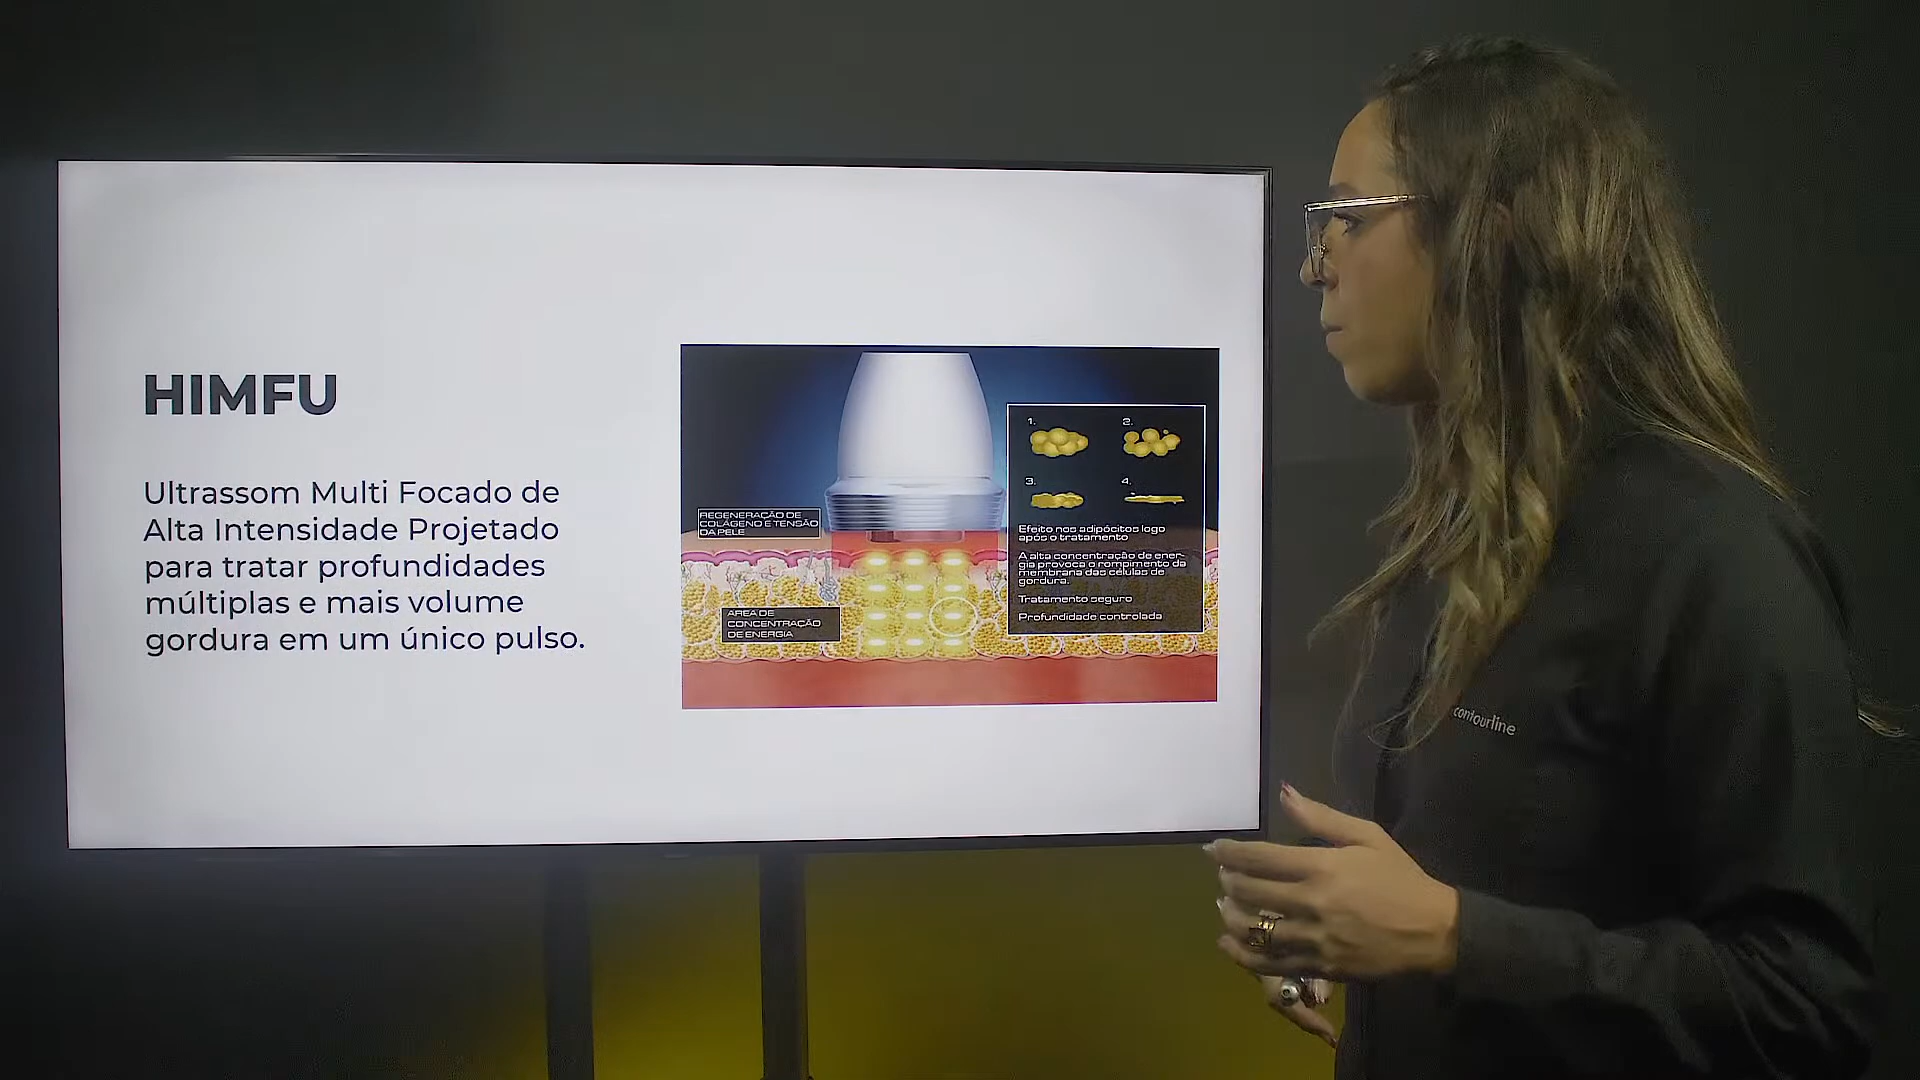 HIMFU
Ultrassom Multi Focado de
Alta Intensidade Projetado
para tratar profundidades
múltiplas e mais volume
gordura em um único pulso.
REGENERAÇÃO DE
COLÁGENO E TENSÃO
DA PELE
ÁREA DE
CONCENTRAÇÃO
DE ENERGIA
1.
2.
3.
4.
Efeito nos adipócitos logo
após o tratamento
A alta concentração de ener-
gia provoca o rompimento da
membrana das células de
gordura.
Tratamento seguro
Profundidade controlada
contourline